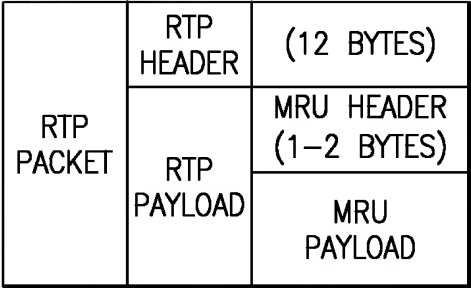 RTP
PACKET
RTP
HEADER
(12 BYTES)
RTP
PAYLOAD
MRU HEADER
(1-2 BYTES)
MRU
PAYLOAD